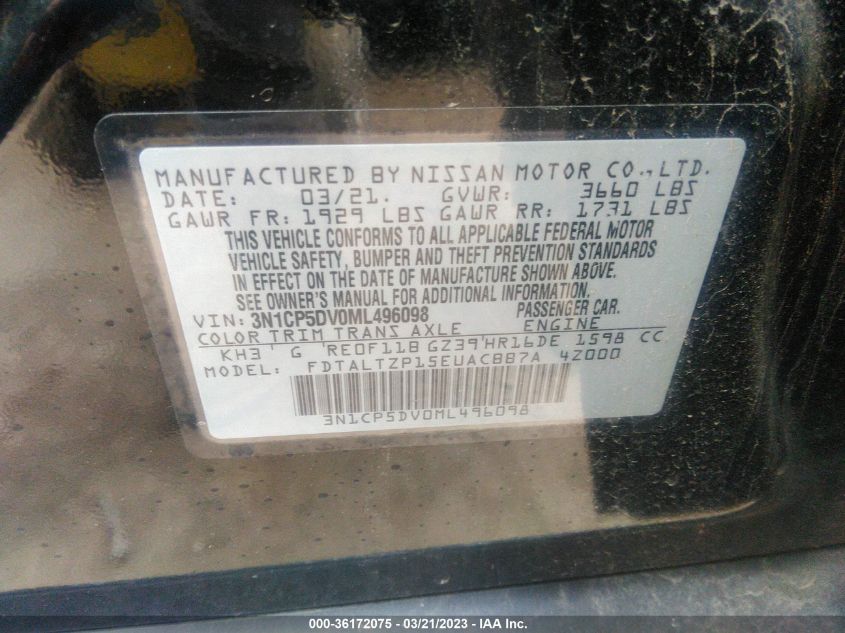 MANUFACTURED BY NISSAN MOTOR CO., LTD.
DATE: 03/21. GVWR: 3660 LBS
GAWR FR: 1929 LBS GAWR RR: 1731 LBS
THIS VEHICLE CONFORMS TO ALL APPLICABLE FEDERAL MOTOR
VEHICLE SAFETY, BUMPER AND THEFT PREVENTION STANDARDS
IN EFFECT ON THE DATE OF MANUFACTURE SHOWN ABOVE.
SEE OWNER'S MANUAL FOR ADDITIONAL INFORMATION.
VIN: 3N1CP5DV0ML496098 PASSENGER CAR.
COLOR TRIM TRANS AXLE ENGINE
KH3 G RE0F11B GZ39 HR16DE 1598 CC
MODEL: FDTALTZP15EUACBB7A 4Z000
3N1CP5DV0ML496098
000-36172075 - 03/21/2023 - IAA Inc.